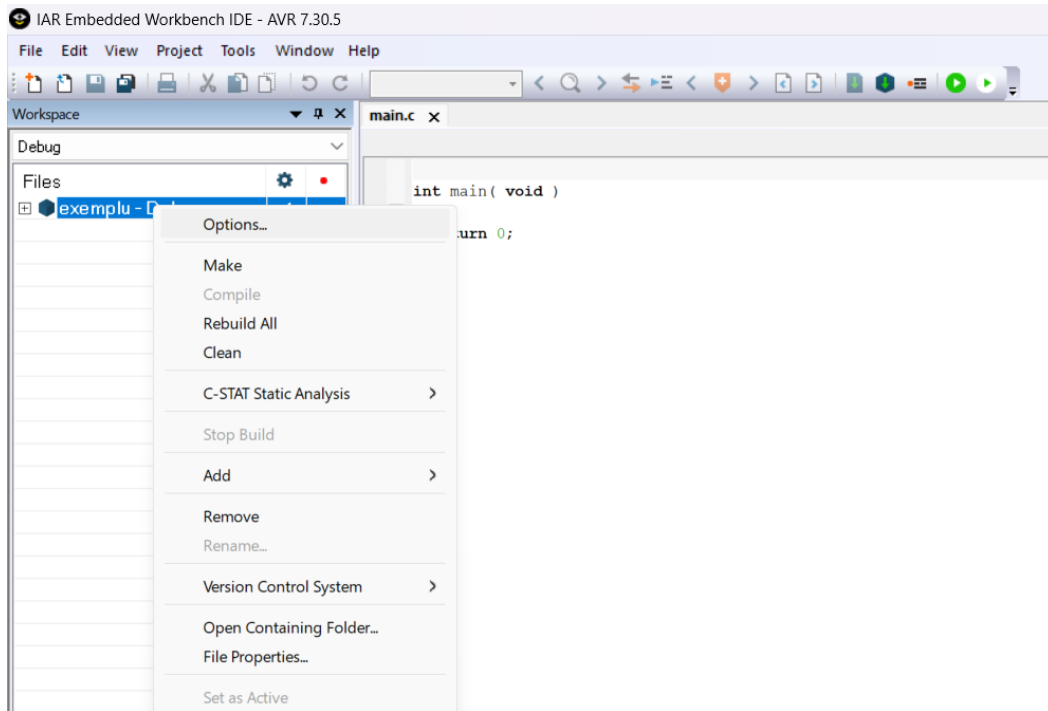 IAR Embedded Workbench IDE - AVR 7.30.5
File Edit View Project Tools Window Help
Workspace
main.c
Debug
Files
exemplu -
int main( void )
0;
Options...
Make
Compile
Rebuild All
Clean
C-STAT Static Analysis
Stop Build
Add
Remove
Rename...
Version Control System
Open Containing Folder...
File Properties...
Set as Active